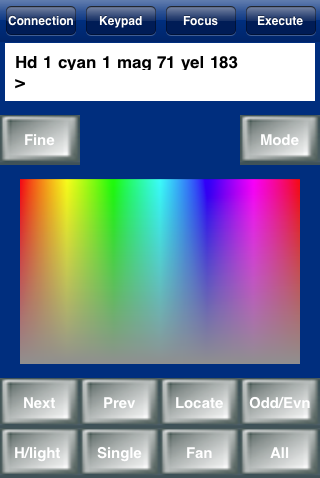 Connection Keypad Focus Execute
Hd 1 cyan 1 mag 71 yel 183
>
Fine Mode
Next Prev Locate Odd/Evn
H/light Single Fan All